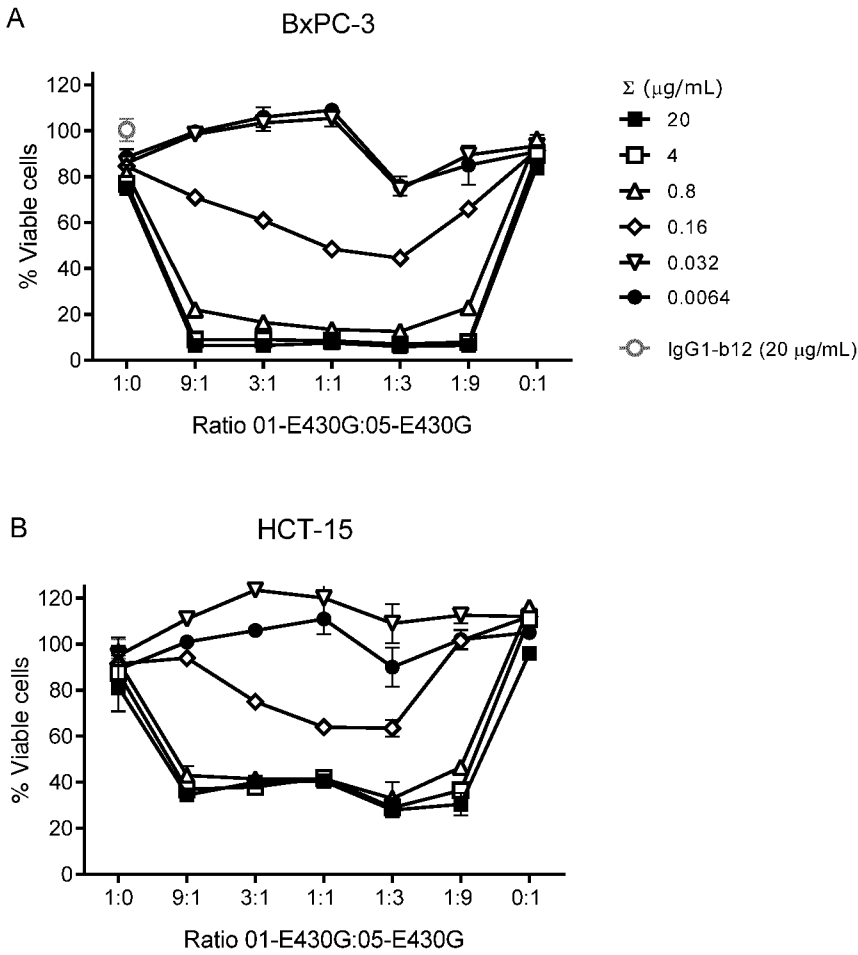 A
BxPC-3
120
100
80
60
40
20
0
% Viable cells
1:0 9:1 3:1 1:1 1:3 1:9 0:1
Ratio 01-E430G:05-E430G
Σ (μg/mL)
20
4
0.8
0.16
0.032
0.0064
IgG1-b12 (20 μg/mL)
B
HCT-15
120
100
80
60
40
20
0
% Viable cells
1:0 9:1 3:1 1:1 1:3 1:9 0:1
Ratio 01-E430G:05-E430G